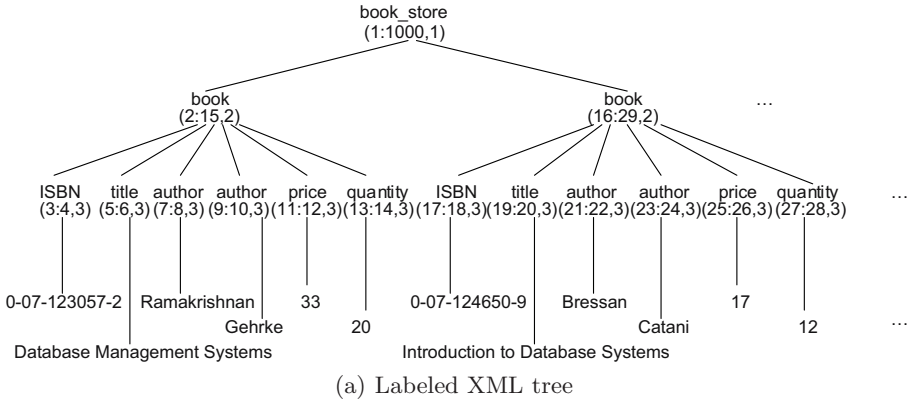 book_store
(1:1000,1)
book book ...
(2:15,2) (16:29,2)
ISBN title author author price quantity ISBN title author author price quantity ...
(3:4,3) (5:6,3) (7:8,3) (9:10,3) (11:12,3) (13:14,3) (17:18,3) (19:20,3) (21:22,3) (23:24,3) (25:26,3) (27:28,3)
0-07-123057-2 Ramakrishnan 33 0-07-124650-9 Bressan 17
Gehrke 20 Catani 12 ...
Database Management Systems Introduction to Database Systems
(a) Labeled XML tree